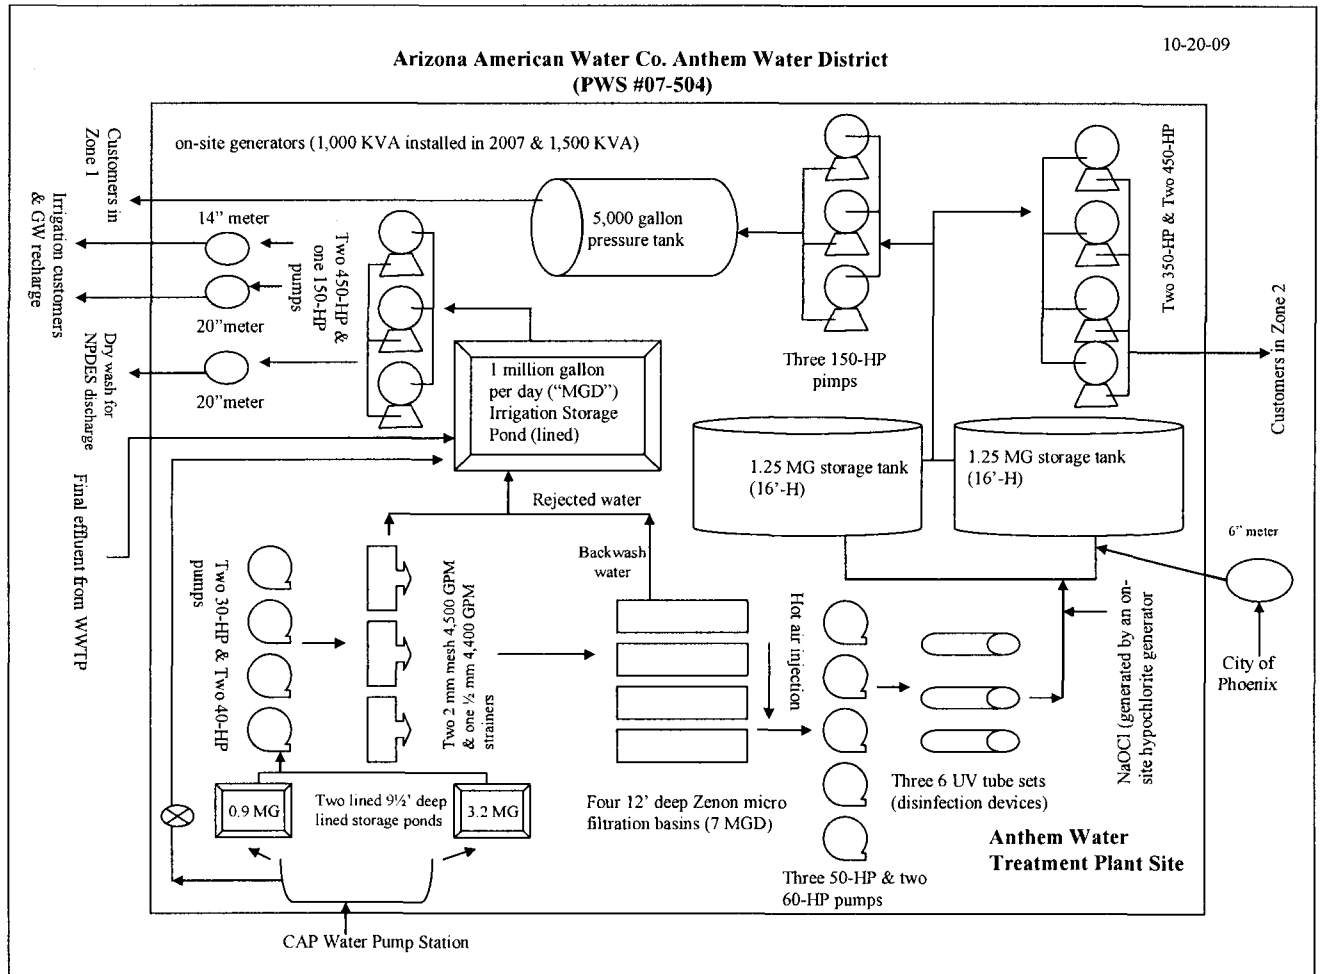 10-20-09
Arizona American Water Co. Anthem Water District
(PWS #07-504)
on-site generators (1,000 KVA installed in 2007 & 1,500 KVA)
Customers in
Zone 1
Irrigation customers
& GW recharge
Dry wash for
NPDES discharge
Final effluent from WWTP
14” meter
20”meter
20”meter
Two 450-HP &
one 150-HP
pumps
5,000 gallon
pressure tank
Three 150-HP
pimps
Two 350-HP & Two 450-HP
Customers in Zone 2
1 million gallon
per day (“MGD”)
Irrigation Storage
Pond (lined)
1.25 MG storage tank
(16’-H)
1.25 MG storage tank
(16’-H)
Rejected water
Backwash
water
6” meter
City of
Phoenix
Two 30-HP & Two 40-HP
pumps
Two 2 mm mesh 4,500 GPM
& one ½ mm 4,400 GPM
strainers
Hot air injection
NaOCl (generated by an on-
site hypochlorite generator
0.9 MG
Two lined 9½’ deep
lined storage ponds
3.2 MG
Four 12’ deep Zenon micro
filtration basins (7 MGD)
Three 6 UV tube sets
(disinfection devices)
Three 50-HP & two
60-HP pumps
Anthem Water
Treatment Plant Site
CAP Water Pump Station